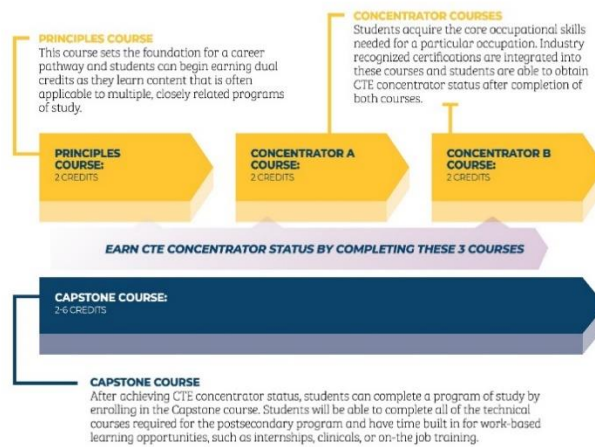 PRINCIPLES COURSE
This course sets the foundation for a career
pathway and students can begin earning dual
credits as they learn content that is often
applicable to multiple, closely related programs
of study.
CONCENTRATOR COURSES
Students acquire the core occupational skills
needed for a particular occupation. Industry
recognized certifications are integrated into
these courses and students are able to obtain
CTE concentrator status after completion of
both courses.
PRINCIPLES
COURSE:
2 CREDITS
CONCENTRATOR A
COURSE:
2 CREDITS
CONCENTRATOR B
COURSE:
2 CREDITS
EARN CTE CONCENTRATOR STATUS BY COMPLETING THESE 3 COURSES
CAPSTONE COURSE:
2-6 CREDITS
CAPSTONE COURSE
After achieving CTE concentrator status, students can complete a program of study by
enrolling in the Capstone course. Students will be able to complete all of the technical
courses required for the postsecondary program and have time built in for work-based
learning opportunities, such as internships, clinicals, or on-the job training.